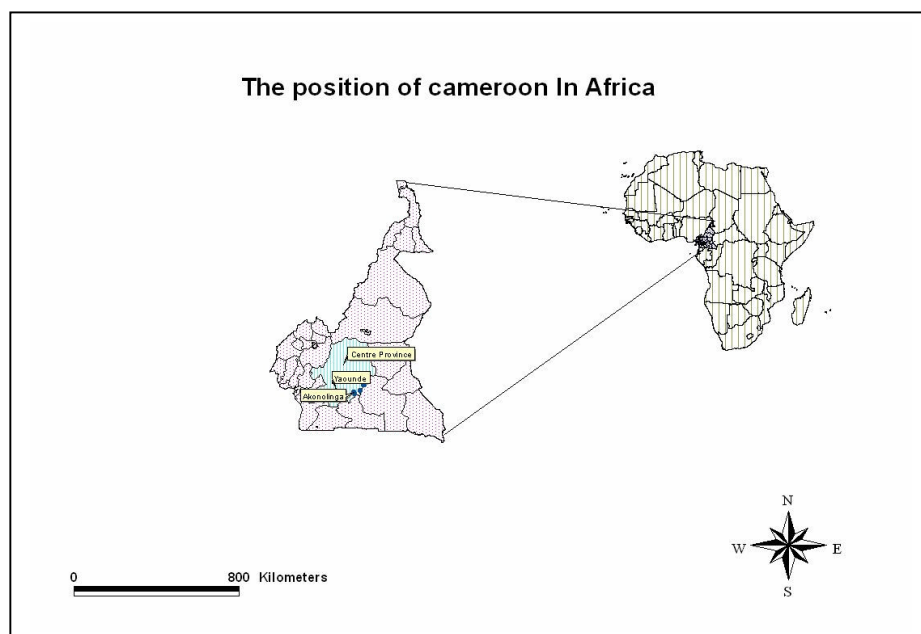 The position of cameroon In Africa
Centre Province
Yaounde
Akonolinga
N
W E
S
0 800 Kilometers